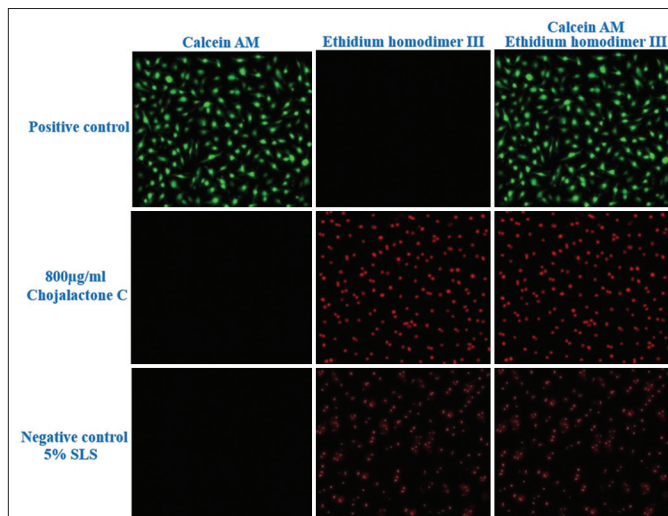 Calcein AM
Ethidium homodimer III
Calcein AM
Ethidium homodimer III
Positive control
800µg/ml
Chojalactone C
Negative control
5% SLS